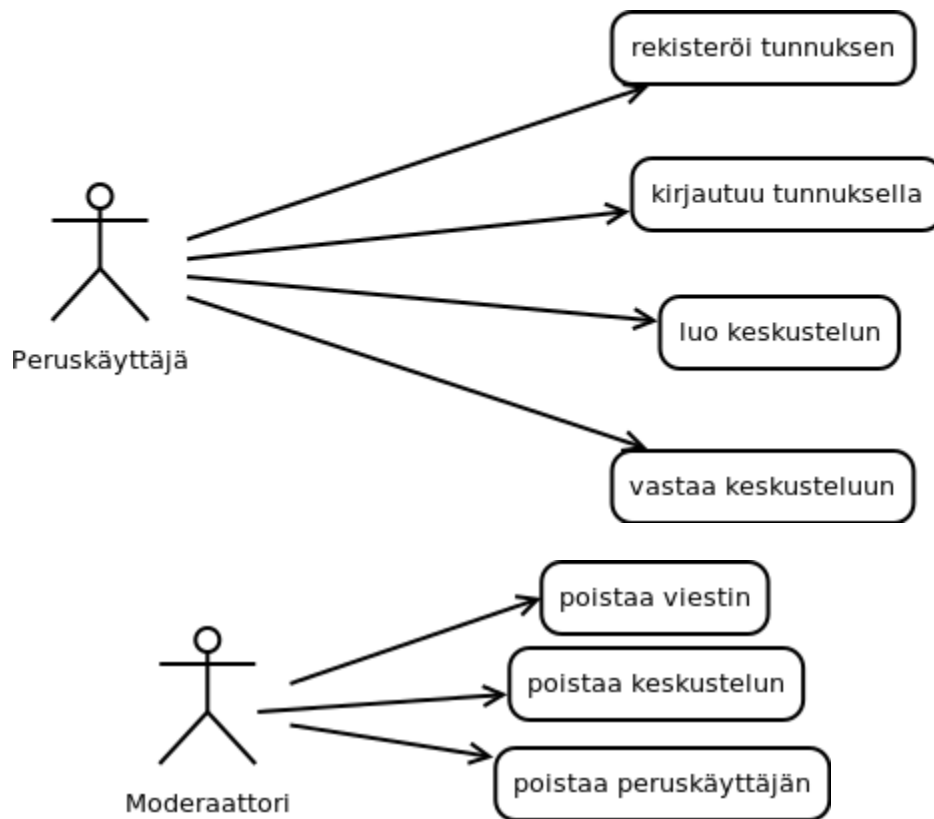 rekisteröi tunnuksen
kirjautuu tunnuksella
Peruskäyttäjä
luo keskustelun
vastaa keskusteluun
poistaa viestin
poistaa keskustelun
poistaa peruskäyttäjän
Moderaattori